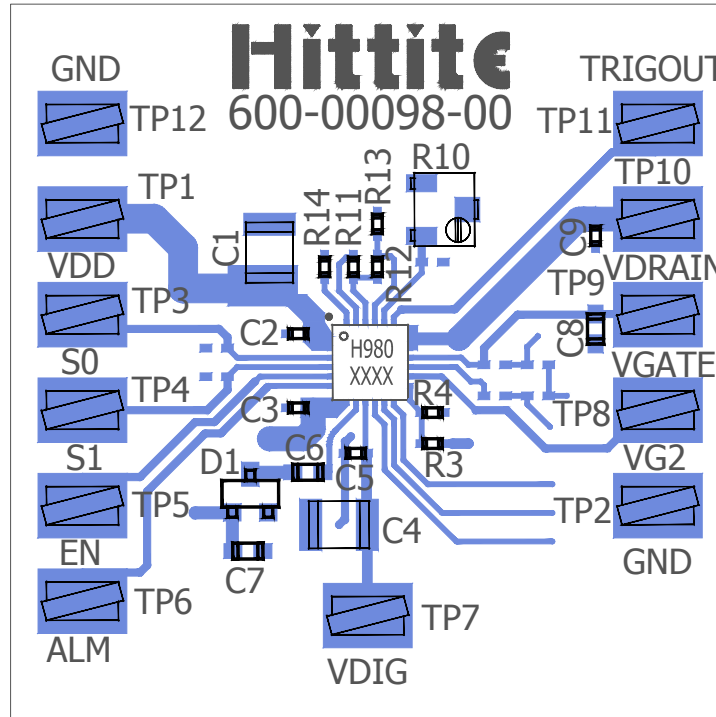 Hittite
600-00098-00
GND
TP12
TRIGOUT
TP11
TP1
VDD
C1
R14
R11
R13
R12
R10
TP10
VDRAIN
C9
TP3
S0
C2
H980
XXXX
TP9
C8
VGATE
TP4
S1
C3
C6
C5
R4
R3
TP8
VG2
D1
TP5
EN
C7
C4
TP2
GND
TP6
ALM
TP7
VDIG